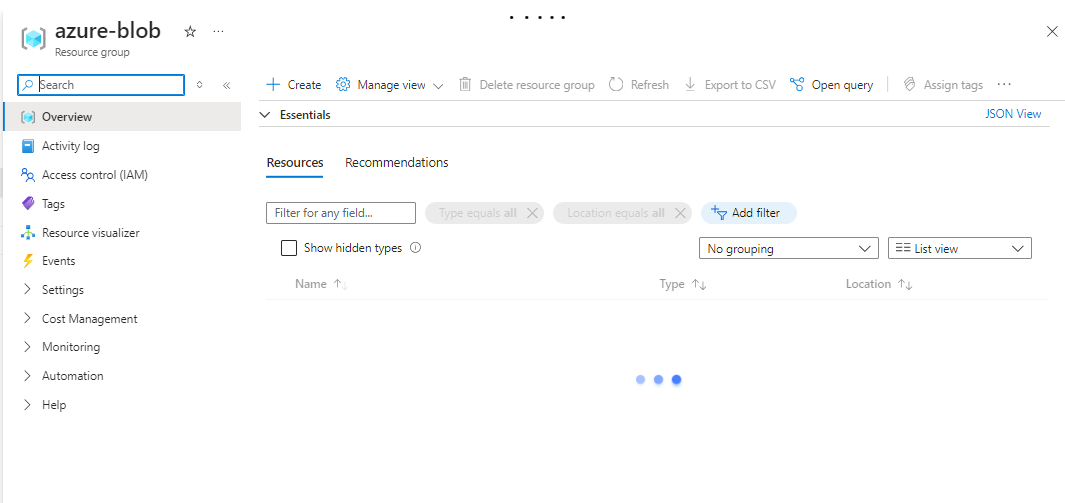 azure-blob
Resource group
Search
Overview
Activity log
Access control (IAM)
Tags
Resource visualizer
Events
Settings
Cost Management
Monitoring
Automation
Help
Create Manage view Delete resource group Refresh Export to CSV Open query Assign tags
Essentials JSON View
Resources Recommendations
Filter for any field... Type equals all Location equals all Add filter
Show hidden types No grouping List view
Name Type Location